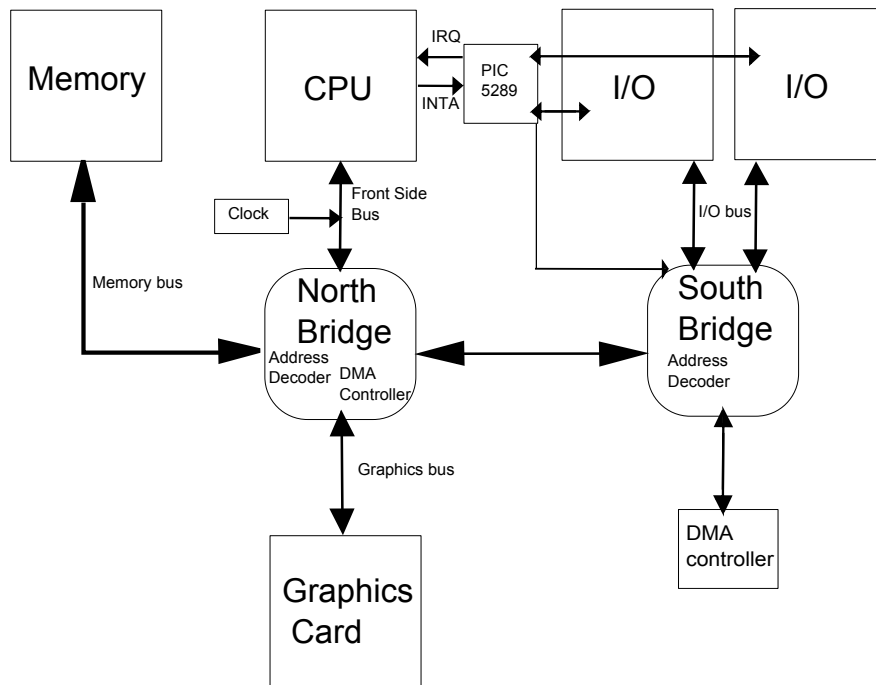 Memory
CPU
IRQ
INTA
PIC
5289
I/O
I/O
Clock
Front Side
Bus
I/O bus
Memory bus
North
Bridge
Address
Decoder
DMA
Controller
South
Bridge
Address
Decoder
Graphics bus
DMA
controller
Graphics
Card